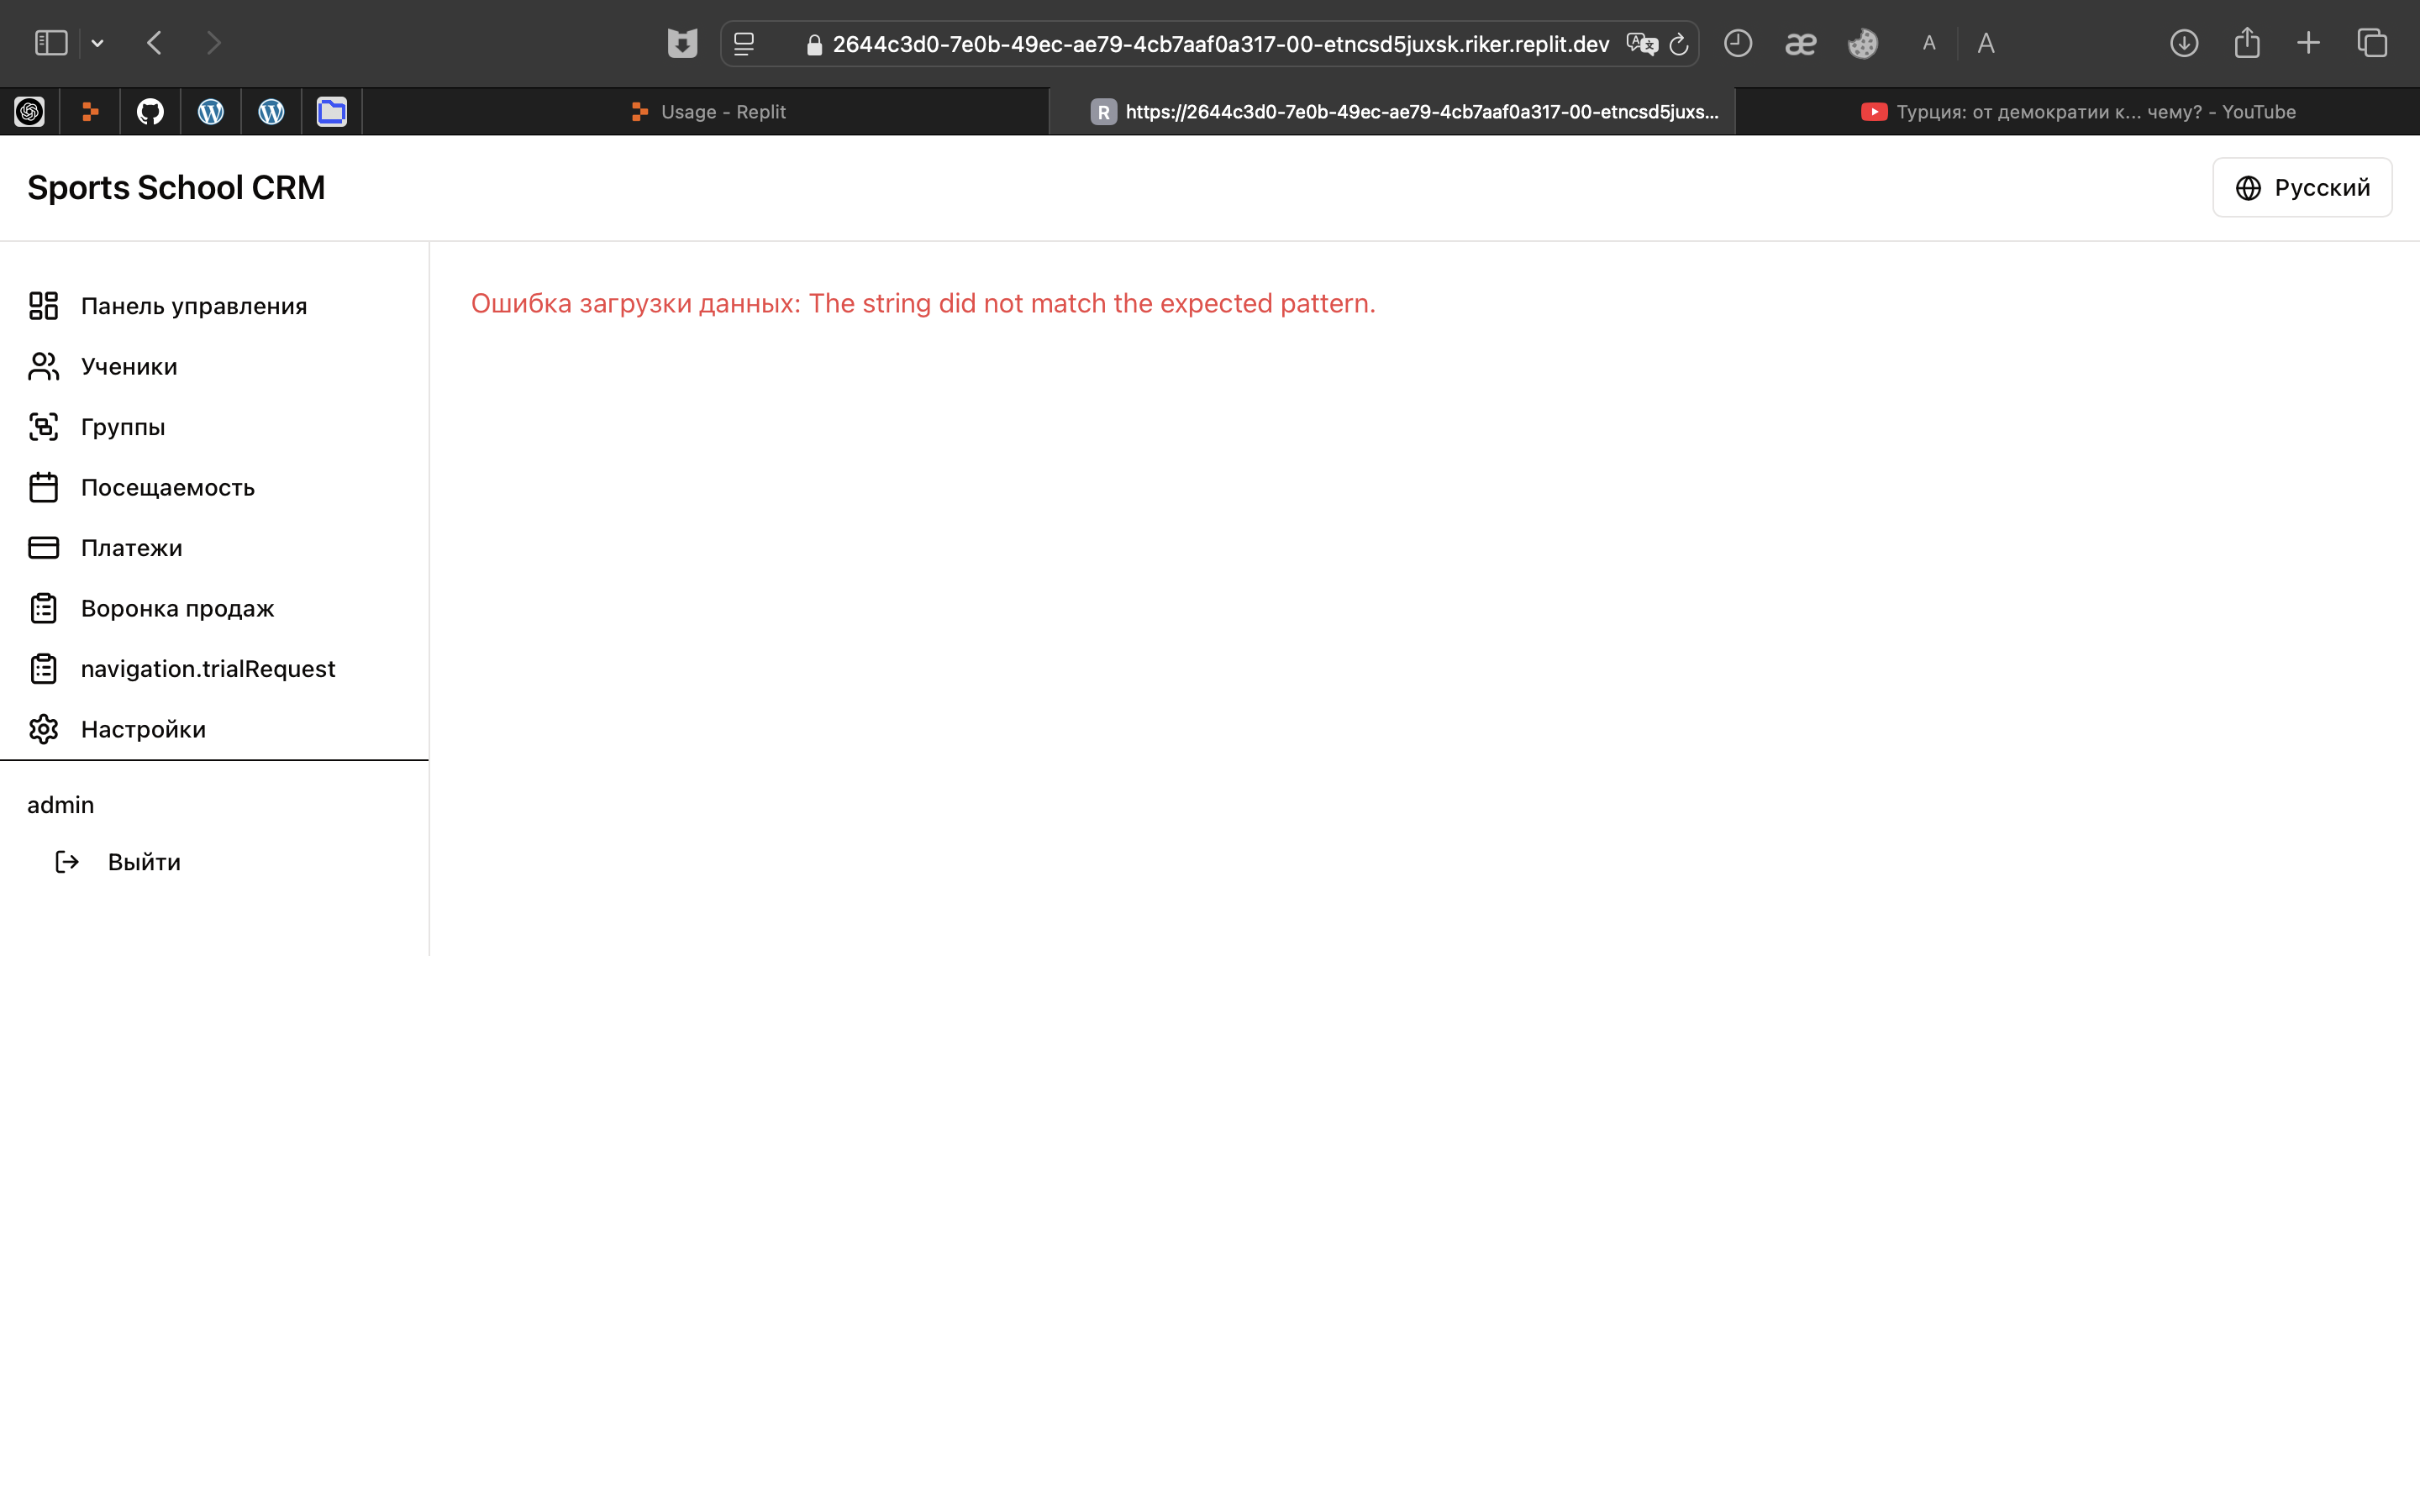 2644c3d0-7e0b-49ec-ae79-4cb7aaf0a317-00-etncsd5juxsk.riker.replit.dev
æ
A
A
Usage - Replit
R
https://2644c3d0-7e0b-49ec-ae79-4cb7aaf0a317-00-etncsd5juxs...
Турция: от демократии к... чему? - YouTube
Sports School CRM
Русский
Панель управления
Ошибка загрузки данных: The string did not match the expected pattern.
Ученики
Группы
Посещаемость
Платежи
Воронка продаж
navigation.trialRequest
Настройки
admin
Выйти